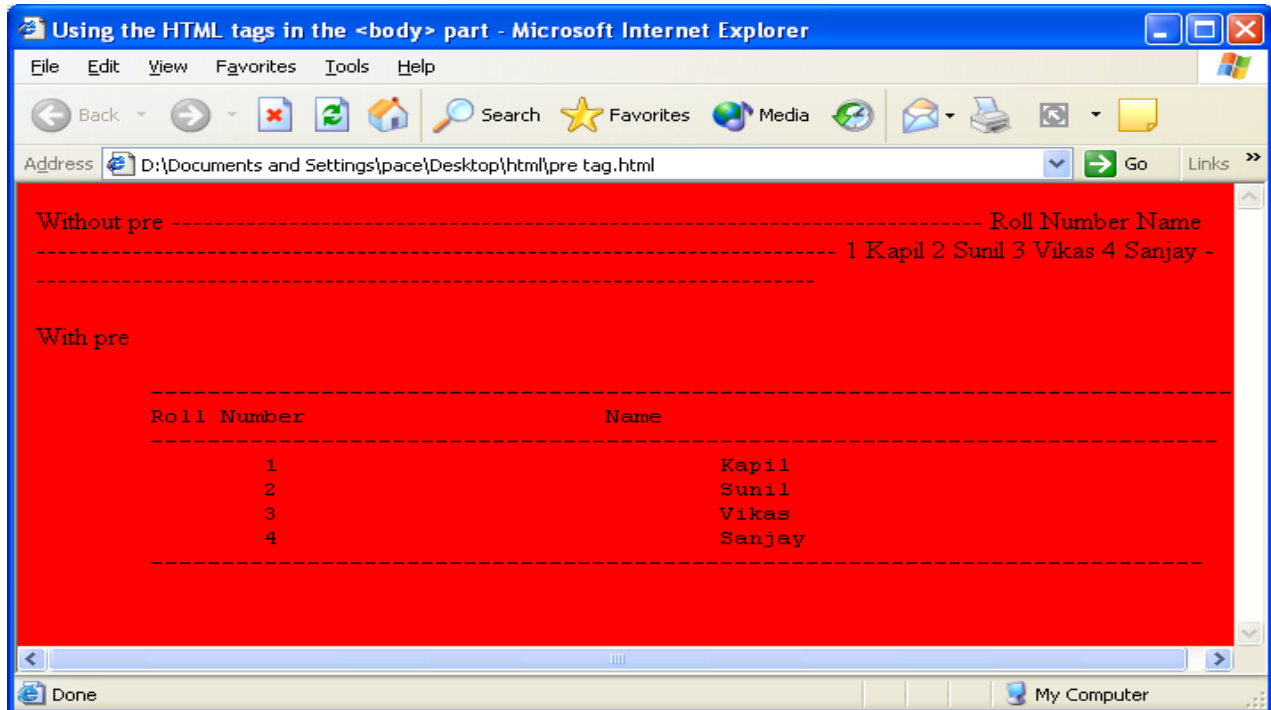 Using the HTML tags in the <body> part - Microsoft Internet Explorer
File Edit View Favorites Tools Help
Back Search Favorites Media
Address D:\Documents and Settings\pace\Desktop\html\pre tag.html Go Links »
Without pre ---------------------------------------------------------------------------- Roll Number Name
--------------------------------------------------------------------------- 1 Kapil 2 Sunil 3 Vikas 4 Sanjay -
-------------------------------------------------------------------------
With pre
----------------------------------------------------------------------------
Roll Number Name
---------------------------------------------------------------------------
1 Kapil
2 Sunil
3 Vikas
4 Sanjay
--------------------------------------------------------------------------
Done My Computer